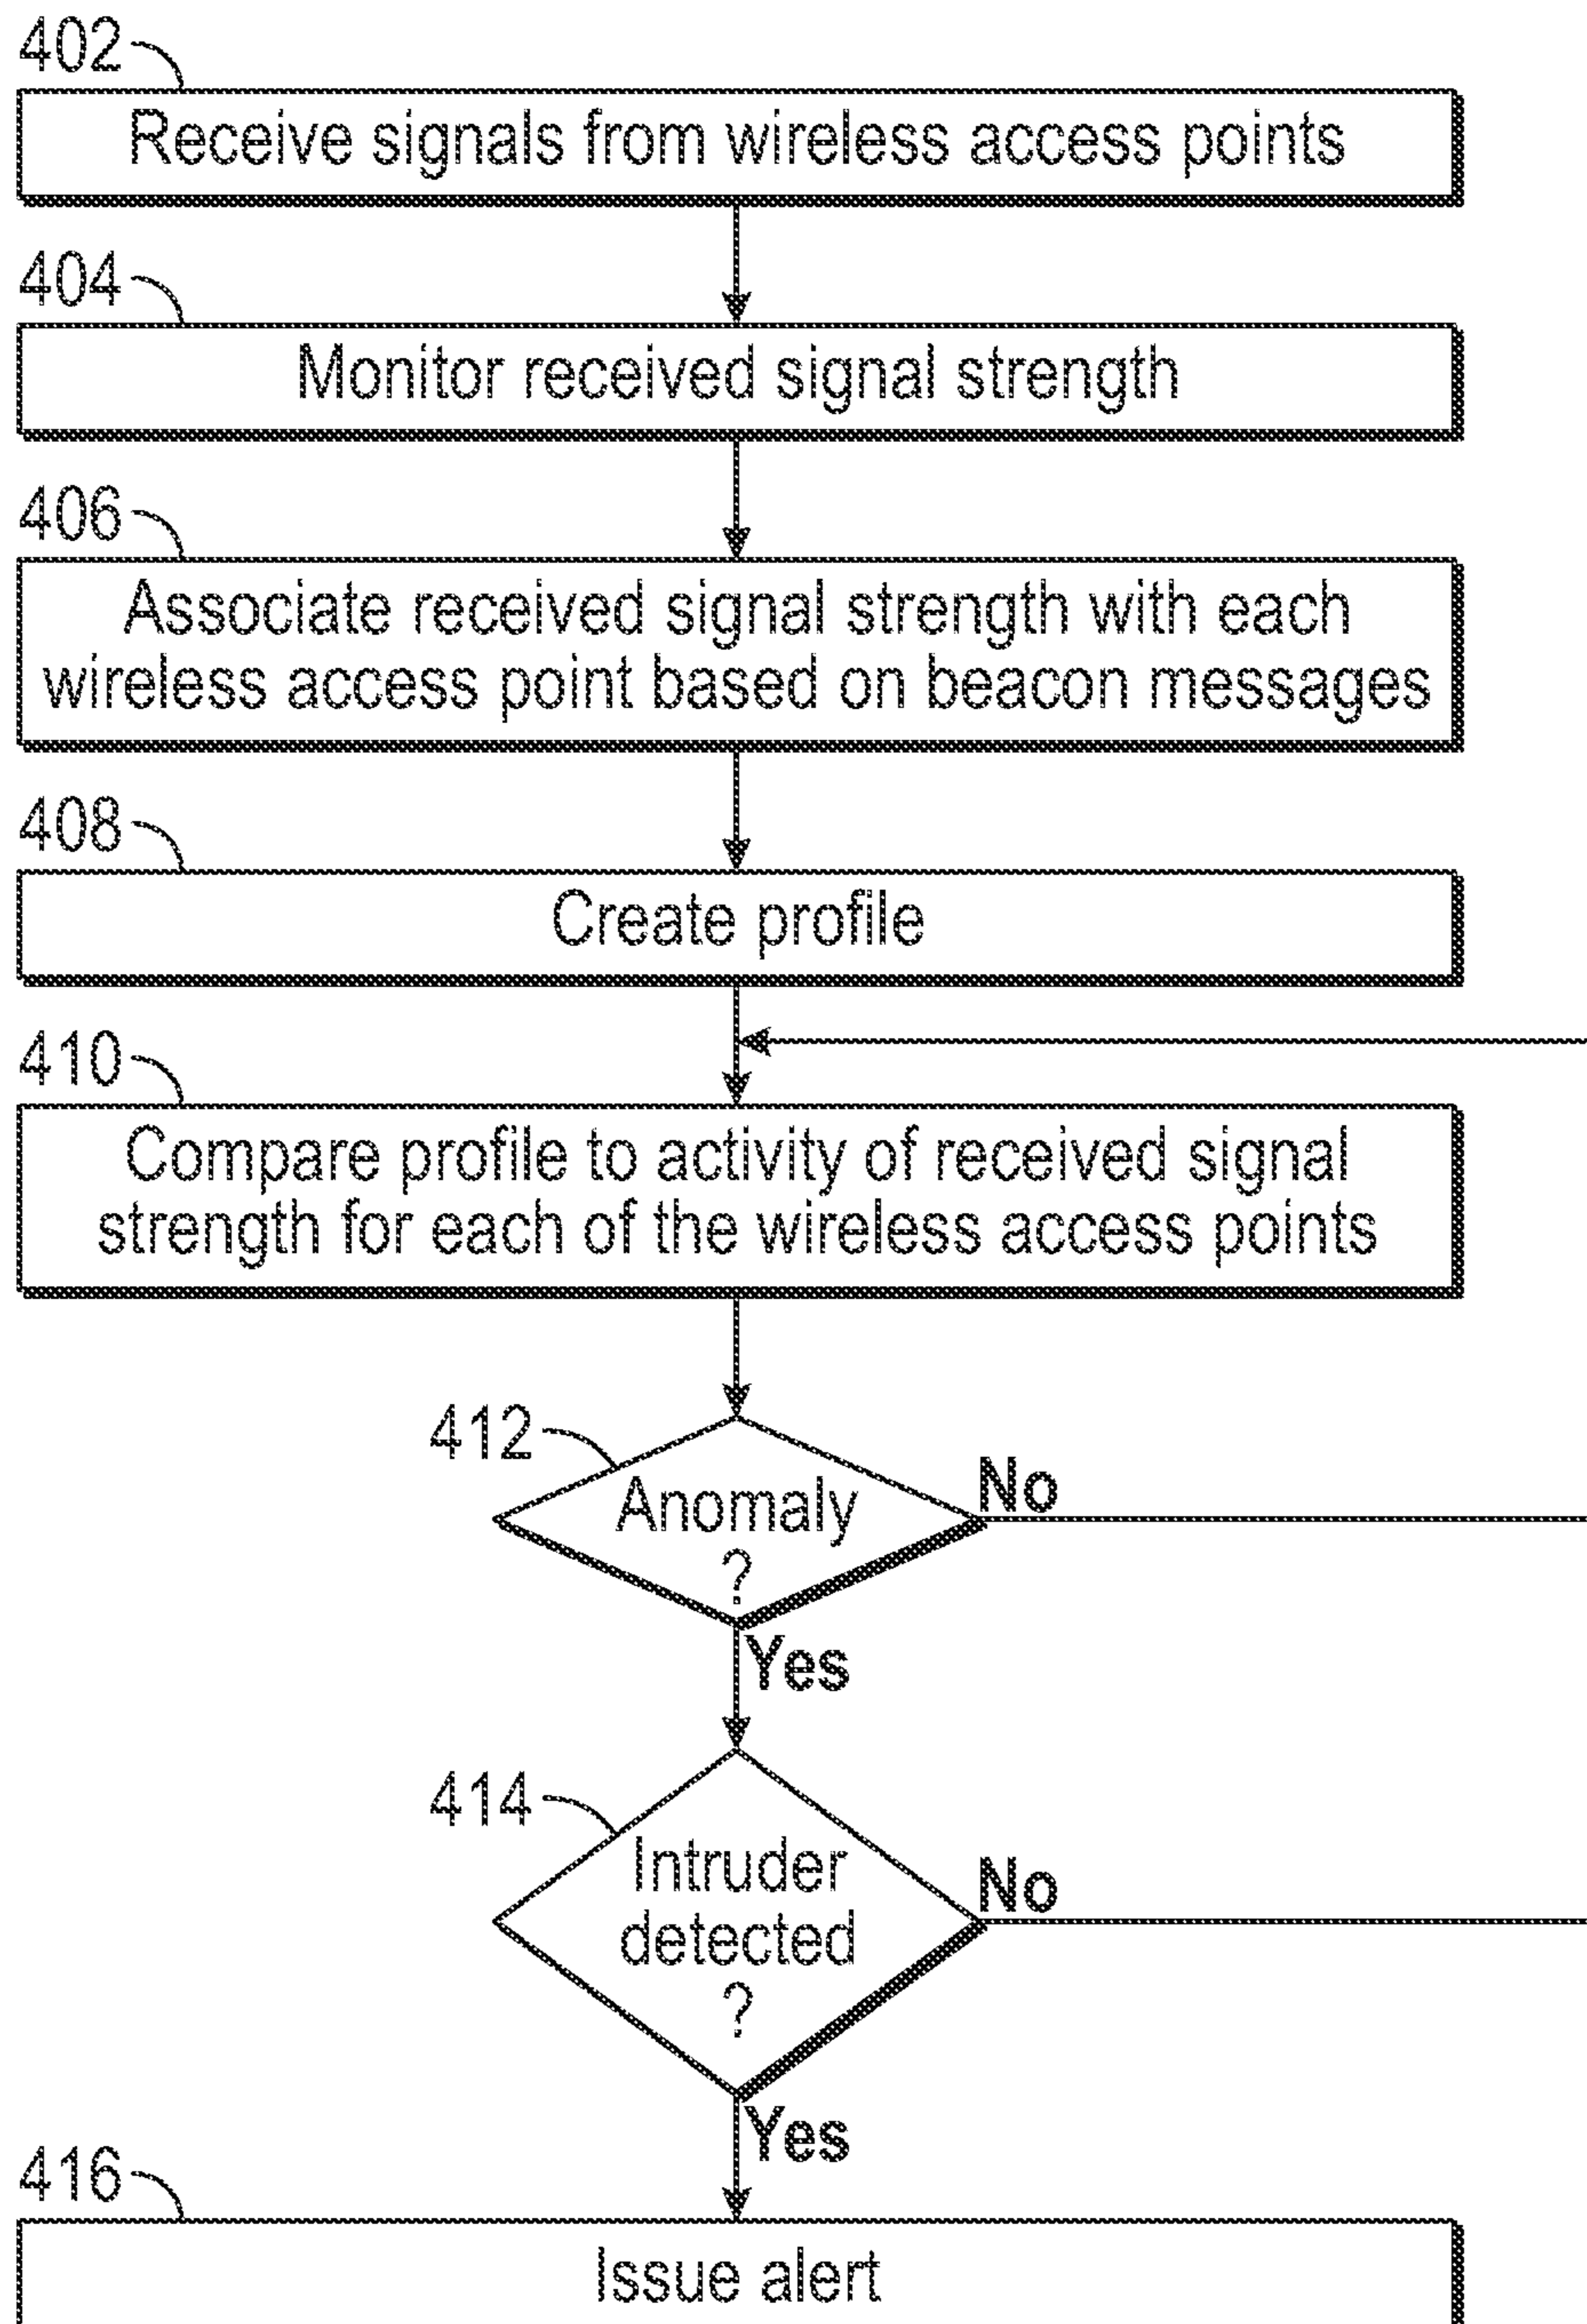 402
Receive signals from wireless access points
404
Monitor received signal strength
406
Associate received signal strength with each
wireless access point based on beacon messages
408
Create profile
410
Compare profile to activity of received signal
strength for each of the wireless access points
412
Anomaly
?
No
Yes
414
Intruder
detected
?
No
Yes
416
Issue alert